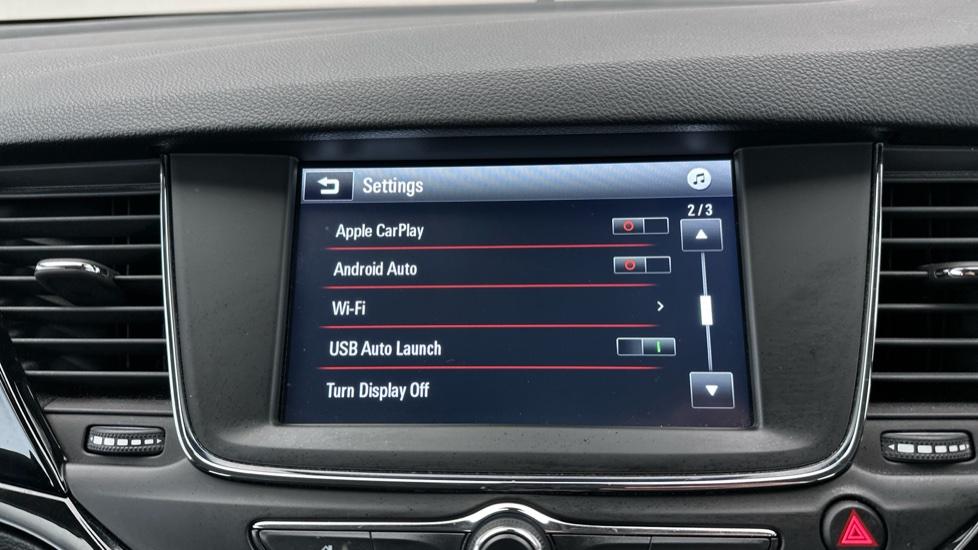 Settings
2/3
Apple CarPlay
Android Auto
Wi-Fi
USB Auto Launch
Turn Display Off